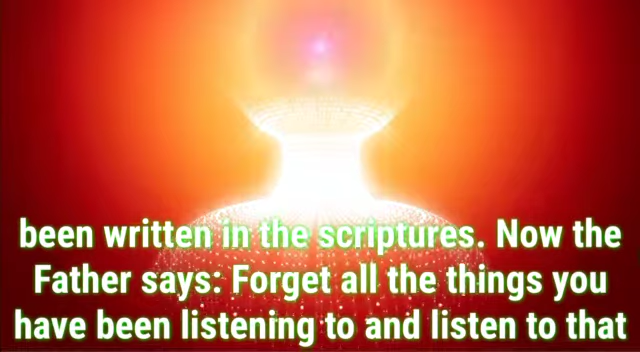 been written in the scriptures. Now the
Father says: Forget all the things you
have been listening to and listen to that